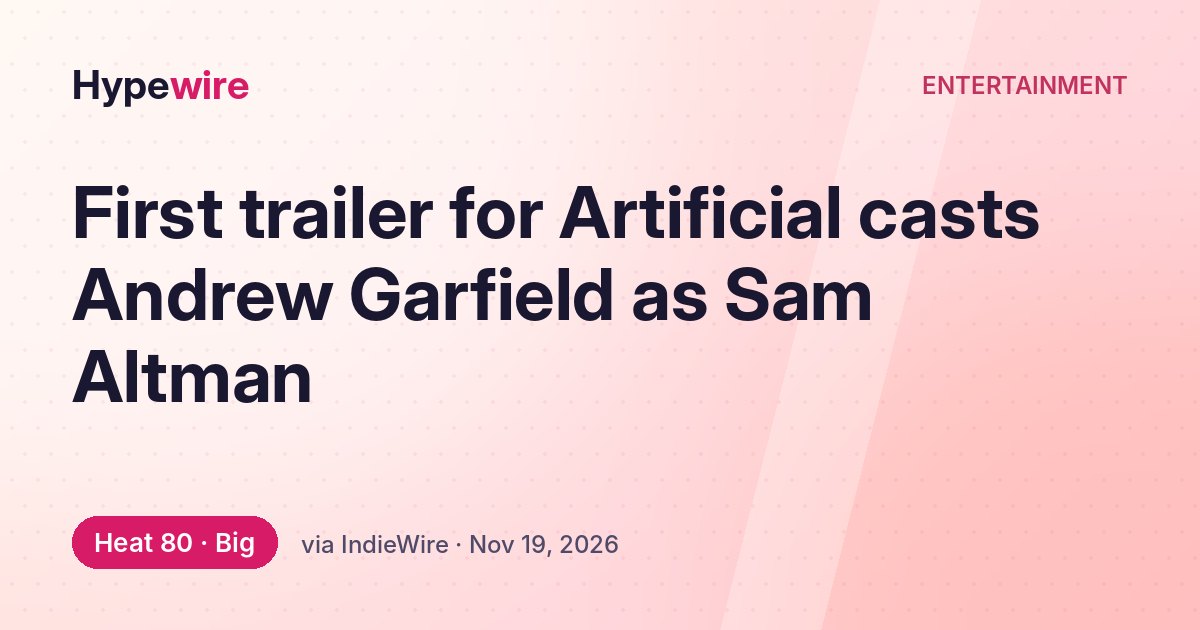 Hypewire
ENTERTAINMENT
First trailer for Artificial casts
Andrew Garfield as Sam
Altman
Heat 80 · Big
via IndieWire · Nov 19, 2026